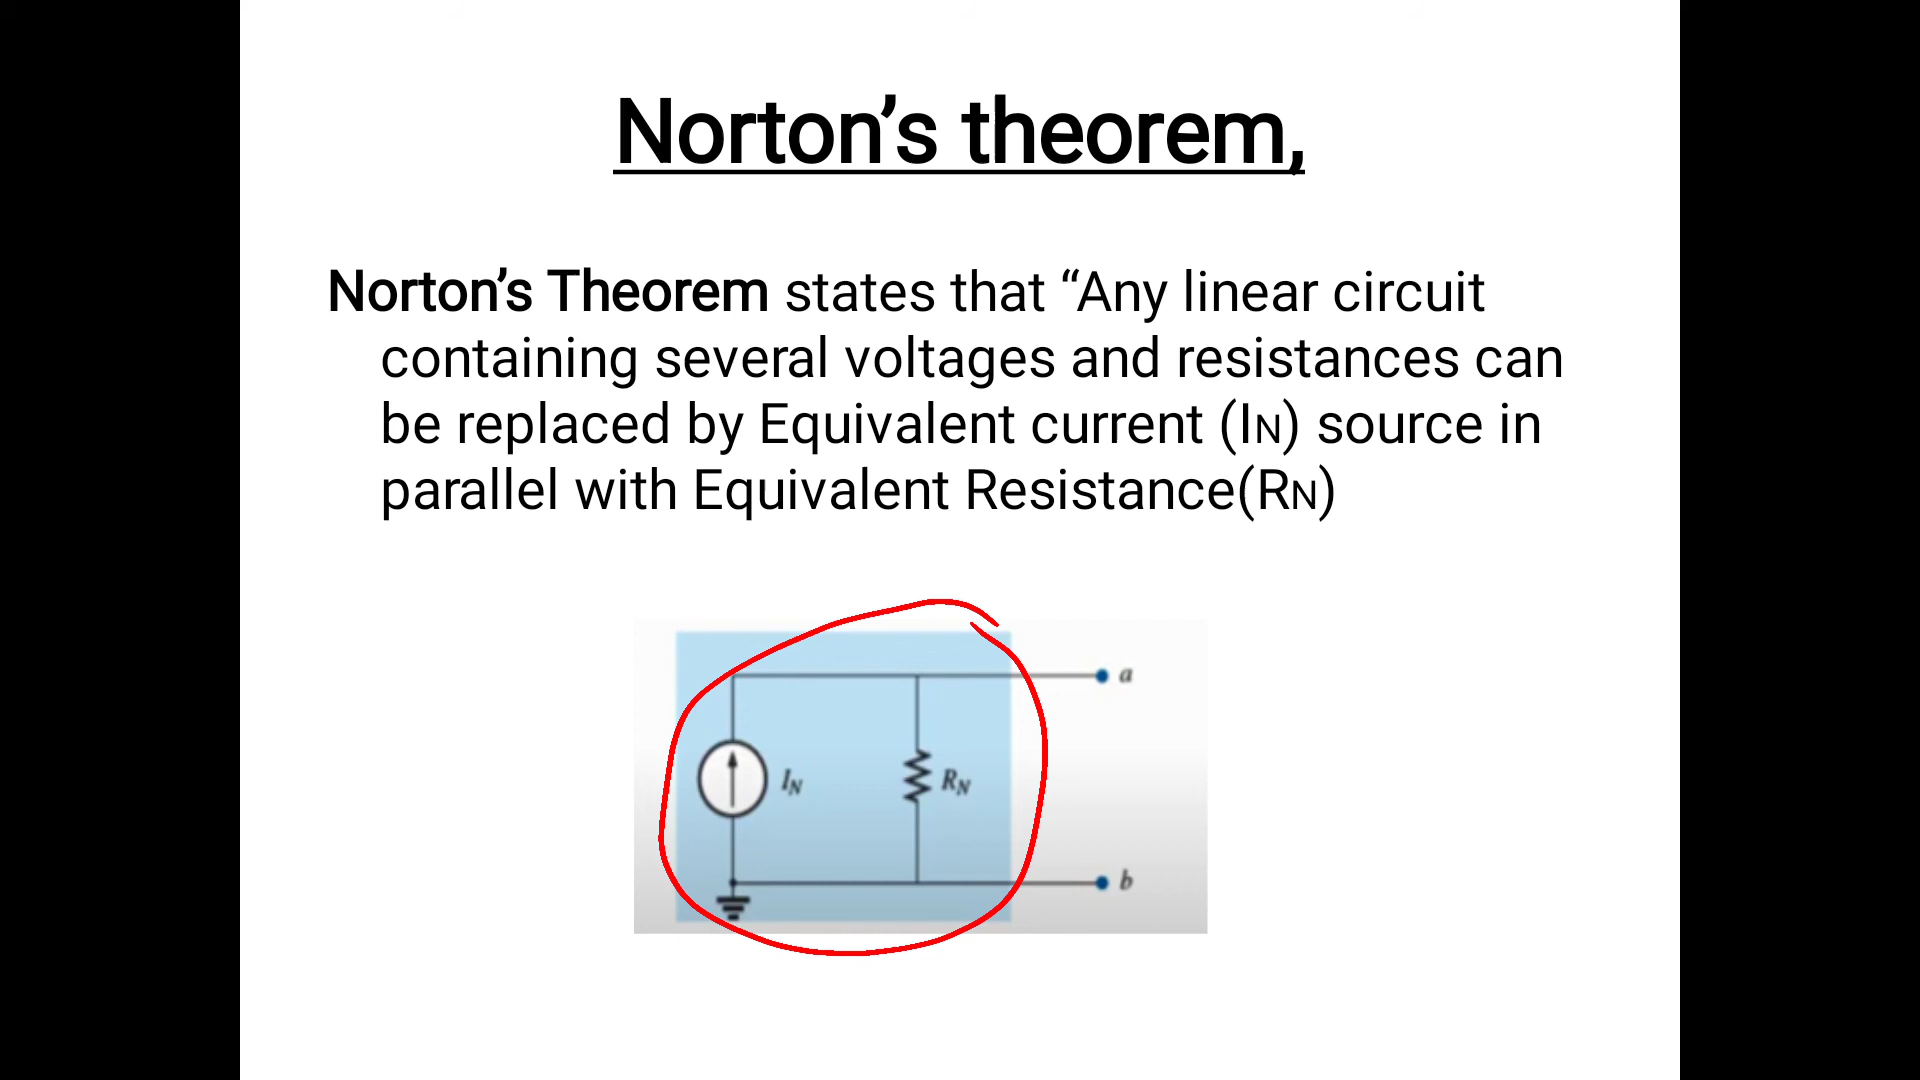 Norton’s theorem,
Norton’s Theorem states that “Any linear circuit
containing several voltages and resistances can
be replaced by Equivalent current (IN) source in
parallel with Equivalent Resistance(RN)
a
IN
RN
b